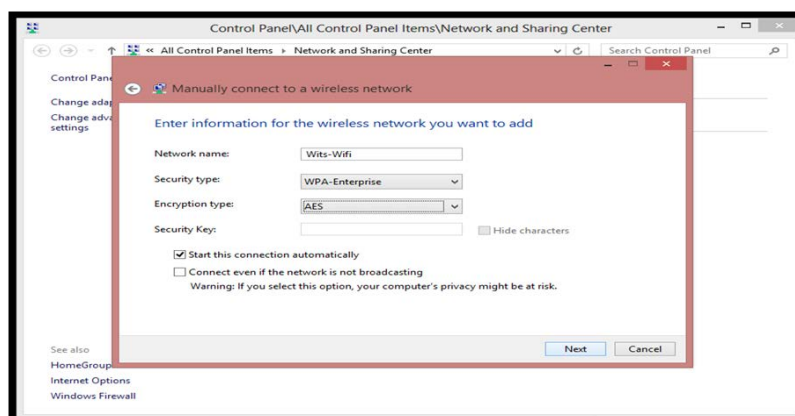 Control Panel\All Control Panel Items\Network and Sharing Center
« All Control Panel Items ▸ Network and Sharing Center
Search Control Panel
Control Pane
Change adap
Change adva
settings
Manually connect to a wireless network
Enter information for the wireless network you want to add
Network name: Wits-Wifi
Security type: WPA-Enterprise
Encryption type: AES
Security Key: Hide characters
Start this connection automatically
Connect even if the network is not broadcasting
Warning: If you select this option, your computer's privacy might be at risk.
Next Cancel
See also
HomeGroup
Internet Options
Windows Firewall